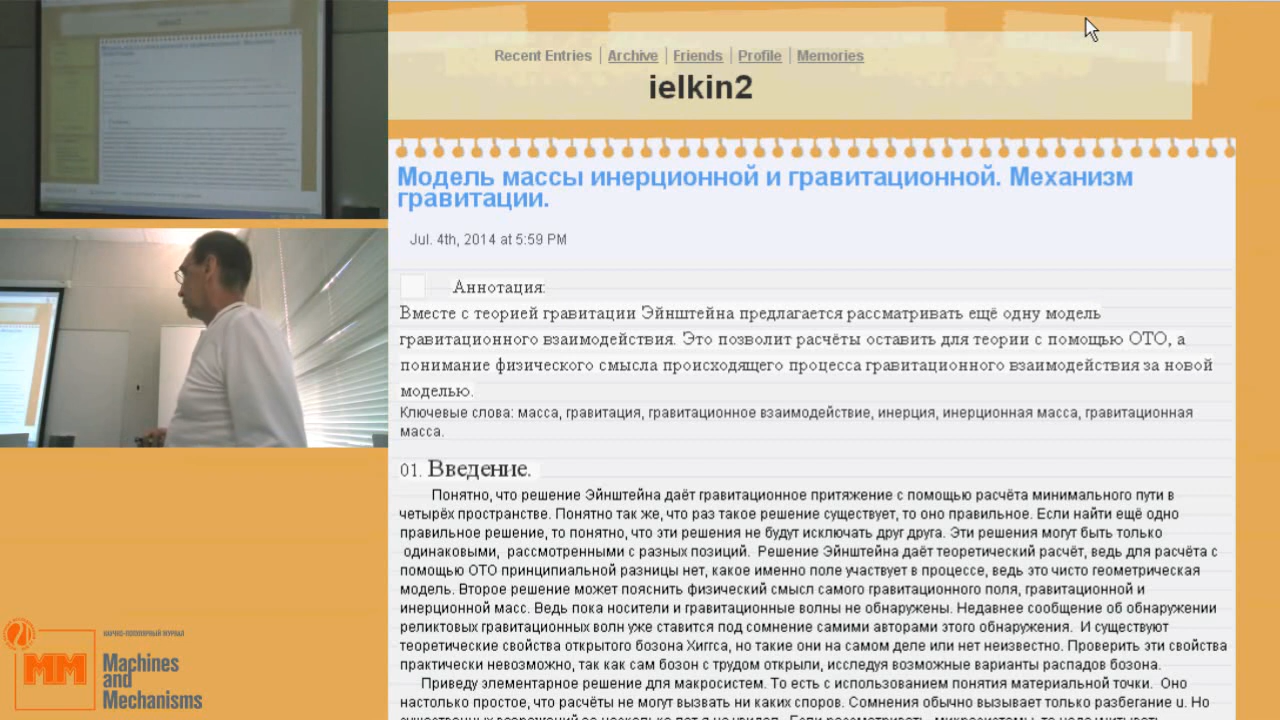 Recent Entries | Archive | Friends | Profile | Memories
ielkin2
Модель массы инерционной и гравитационной. Механизм
гравитации.
Jul. 4th, 2014 at 5:59 PM
Аннотация:
Вместе с теорией гравитации Эйнштейна предлагается рассматривать ещё одну модель
гравитационного взаимодействия. Это позволит расчёты оставить для теории с помощью ОТО, а
понимание физического смысла происходящего процесса гравитационного взаимодействия за новой
моделью.
Ключевые слова: масса, гравитация, гравитационное взаимодействие, инерция, инерционная масса, гравитационная
масса.
01. Введение.
Понятно, что решение Эйнштейна даёт гравитационное притяжение с помощью расчёта минимального пути в
четырёх пространстве. Понятно так же, что раз такое решение существует, то оно правильное. Если найти ещё одно
правильное решение, то понятно, что эти решения не будут исключать друг друга. Эти решения могут быть только
одинаковыми, рассмотренными с разных позиций. Решение Эйнштейна даёт теоретический расчёт, ведь для расчёта с
помощью ОТО принципиальной разницы нет, какое именно поле участвует в процессе, ведь это чисто геометрическая
модель. Второе решение может пояснить физический смысл самого гравитационного поля, гравитационной и
инерционной масс. Ведь пока носители и гравитационные волны не обнаружены. Недавнее сообщение об обнаружении
реликтовых гравитационных волн уже ставится под сомнение самими авторами этого обнаружения. И существуют
теоретические свойства открытого бозона Хиггса, но такие они на самом деле или нет неизвестно. Проверить эти свойства
практически невозможно, так как сам бозон с трудом открыли, исследуя возможные варианты распадов бозона.
Приведу элементарное решение для макросистем. То есть с использованием понятия материальной точки. Оно
настолько простое, что расчёты не могут вызвать ни каких споров. Сомнения обычно вызывает только разбегание u. Но
НАУЧНО-ПОПУЛЯРНЫЙ ЖУРНАЛ
ММ
Machines
and
Mechanisms